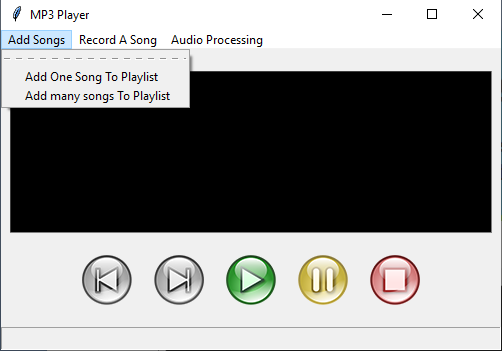 MP3 Player
Add Songs Record A Song Audio Processing
Add One Song To Playlist
Add many songs To Playlist